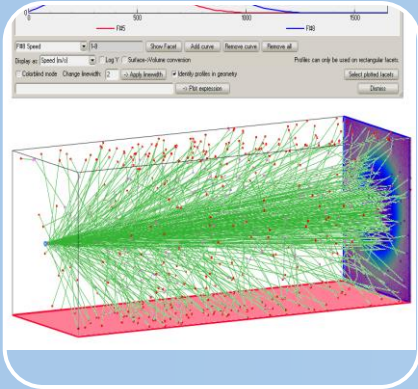 0 500 1000 1500
F#5 F#8
F#8 Speed 1-8 Show Facet Add curve Remove curve Remove all
Display as: Speed [m/s] Log Y Surface->Volume conversion Profiles can only be used on rectangular facets
Colorblind mode Change linewidth: 2 -> Apply linewidth Identify profiles in geometry Select plotted facets
-> Plot expression Dismiss